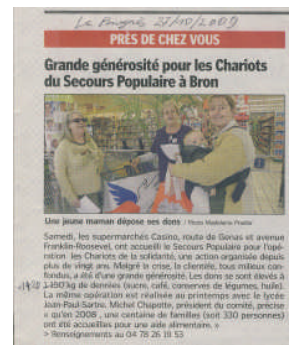 Le Progrès 27/10/2009
PRÈS DE CHEZ VOUS
Grande générosité pour les Chariots
du Secours Populaire à Bron
Une jeune maman dépose ses dons / Photo Madeleine
Samedi, les supermarchés Casino, route de Genas et avenue
Franklin-Roosevel, ont accueilli le Secours Populaire pour l'opé-
ration les Chariots de la solidarité, une action organisée depuis
plus de vingt ans. Malgré la crise, la clientèle, tous milieux con-
fondus, a été d'une grande générosité. Les dons se sont élevés à
kg de denrées (sucre, café, conserves de légumes, huile).
La même opération est réalisée au printemps avec le lycée
Jean-Paul-Sartre. Michel Chapotte, président du comité, précise
« qu'en 2008 , une centaine de familles (soit 330 personnes)
ont été accueillies pour une aide alimentaire. »
> Renseignements au 04 78 26 19 53